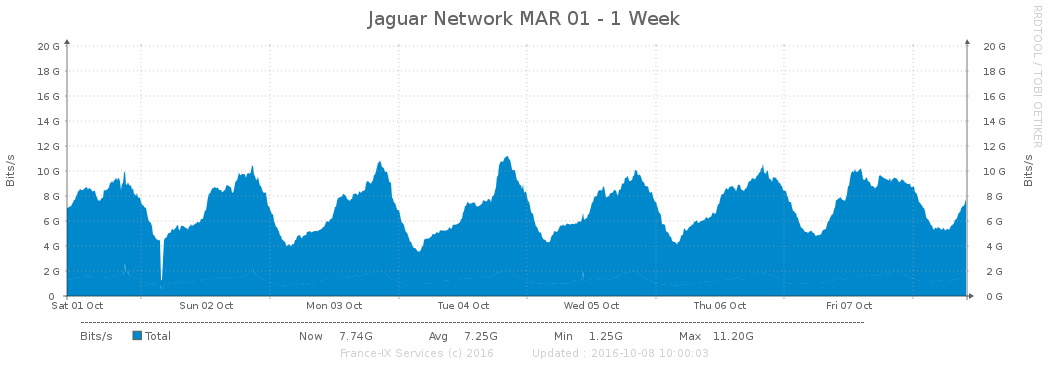 Jaguar Network MAR 01 - 1 Week
RRDTOOL / TOBI OETIKER
Bits/s
Bits/s
20 G 20 G
18 G 18 G
16 G 16 G
14 G 14 G
12 G 12 G
10 G 10 G
8 G 8 G
6 G 6 G
4 G 4 G
2 G 2 G
0 0 G
Sat 01 Oct Sun 02 Oct Mon 03 Oct Tue 04 Oct Wed 05 Oct Thu 06 Oct Fri 07 Oct
Bits/s Total Now 7.74G Avg 7.25G Min 1.25G Max 11.20G
France-IX Services (c) 2016 Updated : 2016-10-08 10:00:03